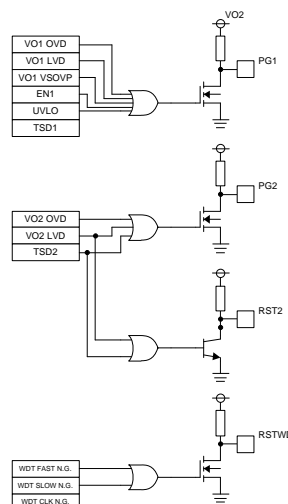 VO2
VO1 OVD
VO1 LVD
VO1 VSOVP
EN1
UVLO
TSD1
PG1
VO2 OVD
VO2 LVD
TSD2
PG2
RST2
WDT FAST N.G.
WDT SLOW N.G.
WDT CLK N.G.